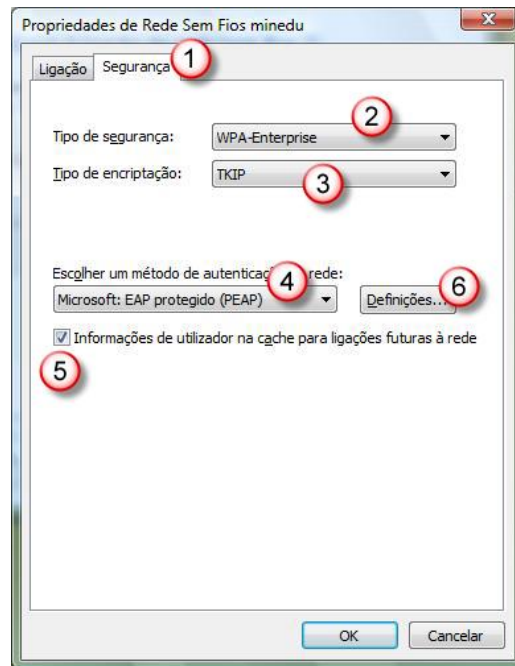 Propriedades de Rede Sem Fios minedu
Ligação Segurança 1
2
Tipo de segurança: WPA-Enterprise
Tipo de encriptação: TKIP
3
Escolher um método de rede:
4 6
Microsoft: EAP protegido (PEAP) Definições...
Informações de utilizador na cache para ligações futuras à rede
5
OK Cancelar